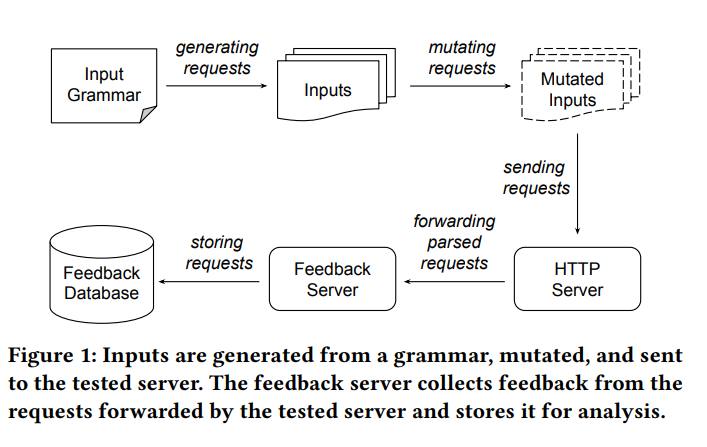 generating
requests
mutating
requests
Input
Grammar
Inputs
Mutated
Inputs
sending
requests
forwarding
parsed
requests
storing
requests
Feedback
Database
Feedback
Server
HTTP
Server
Figure 1: Inputs are generated from a grammar, mutated, and sent
to the tested server. The feedback server collects feedback from the
requests forwarded by the tested server and stores it for analysis.